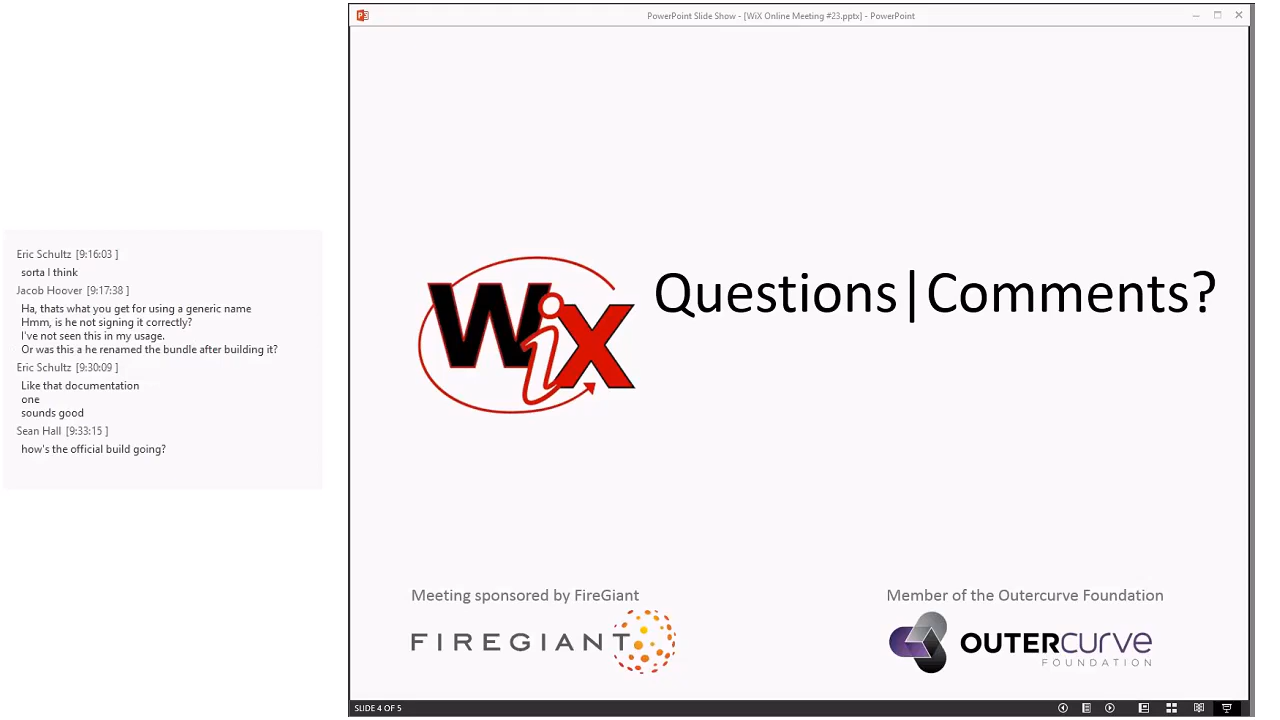 PowerPoint Slide Show - [WiX Online Meeting #23.pptx] - PowerPoint
Eric Schultz [9:16:03 ]
sorta I think
Jacob Hoover [9:17:38 ]
Ha, thats what you get for using a generic name
Hmm, is he not signing it correctly?
I've not seen this in my usage.
Or was this a he renamed the bundle after building it?
Eric Schultz [9:30:09 ]
Like that documentation
one
sounds good
Sean Hall [9:33:15 ]
how's the official build going?
WiX
Questions|Comments?
Meeting sponsored by FireGiant
FIREGIANT
Member of the Outercurve Foundation
OUTERCURVE
FOUNDATION
SLIDE 4 OF 5